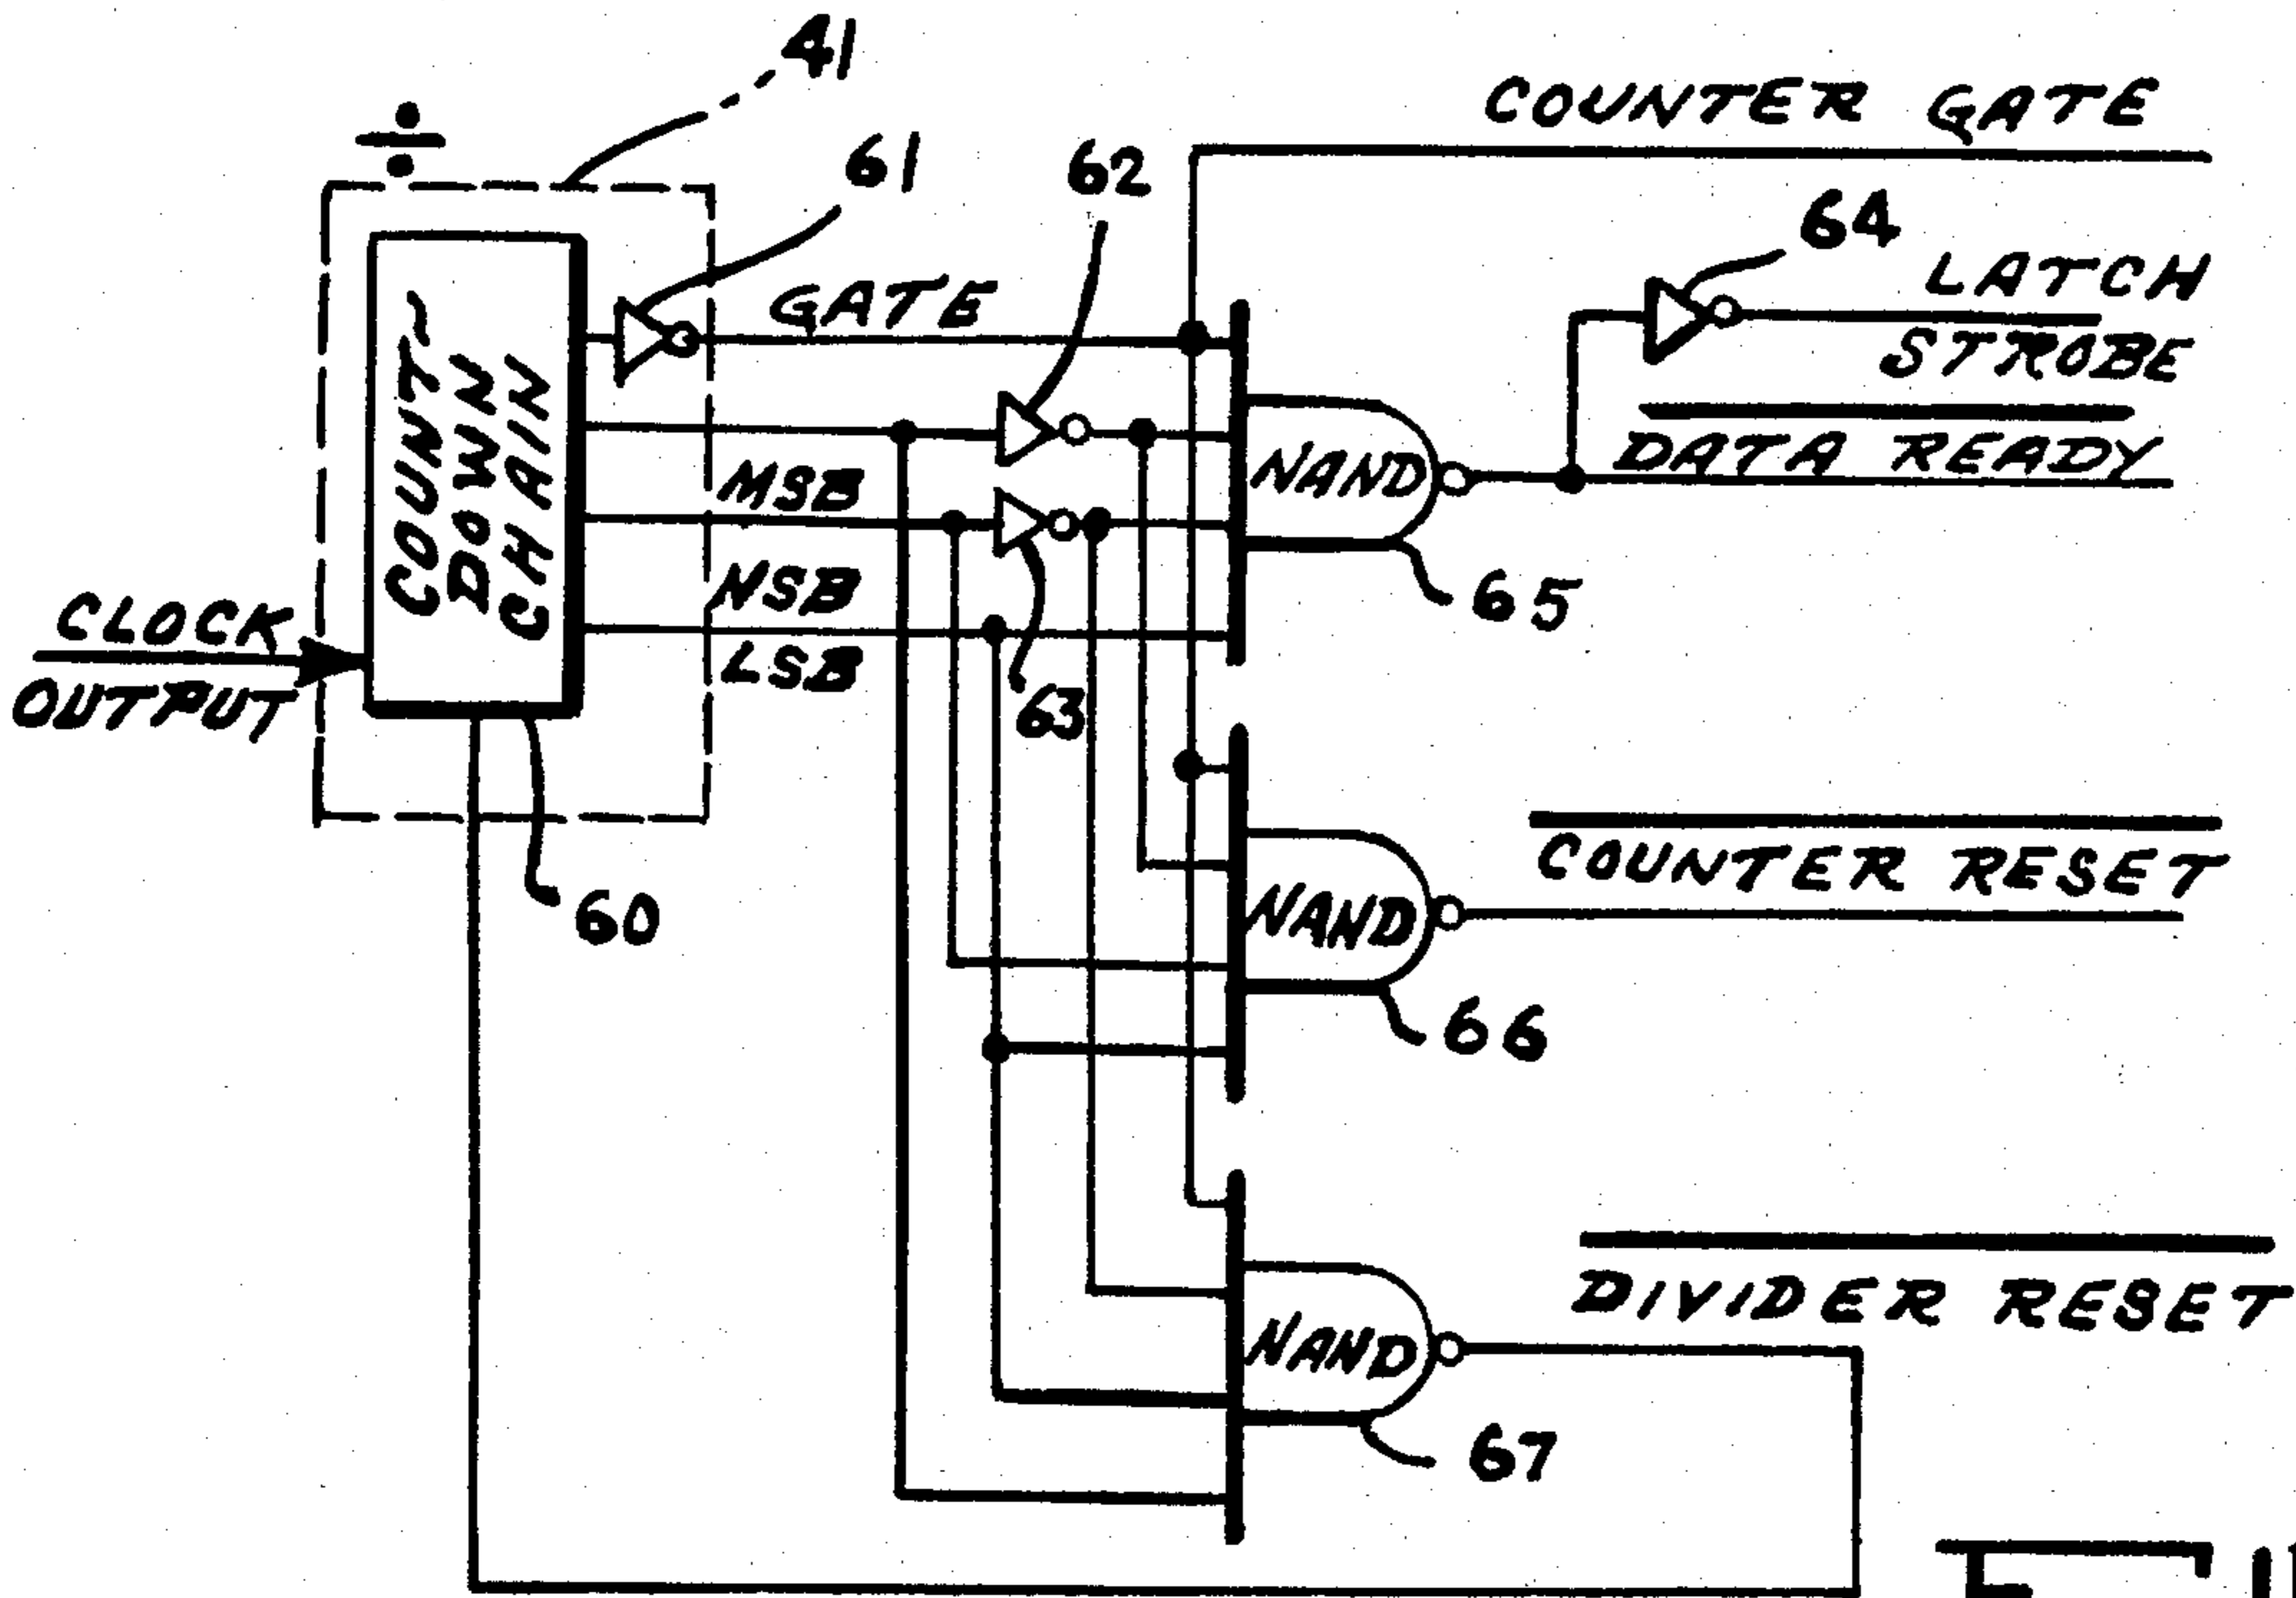 41
÷
61
62
COUNTER GATE
64
LATCH
STROBE
GATE
DATA READY
NAND
65
MSB
NSB
LSB
63
COUNT-
DOWN
CHAIN
CLOCK
OUTPUT
60
COUNTER RESET
NAND
66
DIVIDER RESET
NAND
67